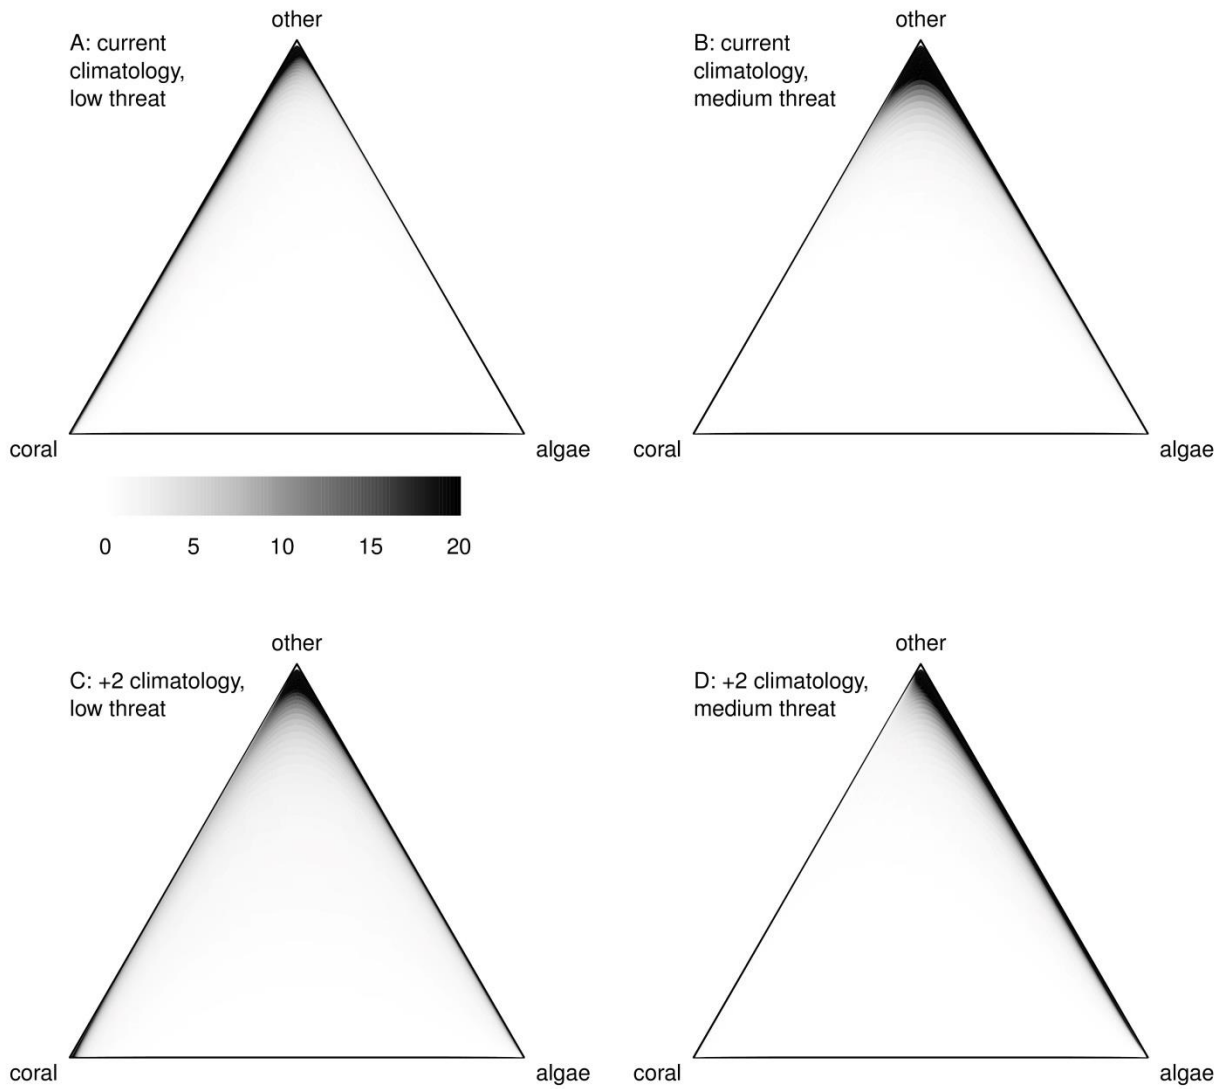 other
A: current
climatology,
low threat
coral
algae
other
B: current
climatology,
medium threat
coral
algae
0 5 10 15 20
other
C: +2 climatology,
low threat
coral
algae
other
D: +2 climatology,
medium threat
coral
algae